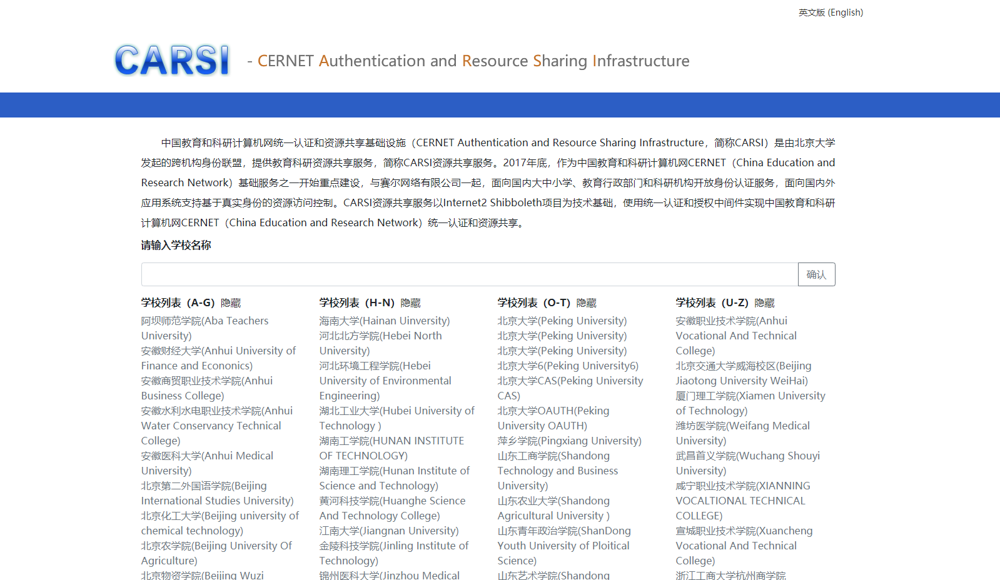 英文版 (English)
CARSI
- CERNET Authentication and Resource Sharing Infrastructure
中国教育和科研计算机网统一认证和资源共享基础设施（CERNET Authentication and Resource Sharing Infrastructure，简称CARSI）是由北京大学
发起的跨机构身份联盟，提供教育科研资源共享服务，简称CARSI资源共享服务。2017年底，作为中国教育和科研计算机网CERNET（China Education and
Research Network）基础服务之一开始重点建设，与赛尔网络有限公司一起，面向国内大中小学、教育行政部门和科研机构开放身份认证服务，面向国内外
应用系统支持基于真实身份的资源访问控制。CARSI资源共享服务以Internet2 Shibboleth项目为技术基础，使用统一认证和授权中间件实现中国教育和科研
计算机网CERNET（China Education and Research Network）统一认证和资源共享。
请输入学校名称
确认
学校列表（A-G）隐藏
阿坝师范学院(Aba Teachers
University)
安徽财经大学(Anhui University of
Finance and Econonics)
安徽商贸职业技术学院(Anhui
Business College)
安徽水利水电职业技术学院(Anhui
Water Conservancy Technical
College)
安徽医科大学(Anhui Medical
University)
北京第二外国语学院(Beijing
International Studies University)
北京化工大学(Beijing university of
chemical technology)
北京农学院(Beijing University Of
Agriculture)
北京物资学院(Beijing Wuzi
学校列表（H-N）隐藏
海南大学(Hainan Uinversity)
河北北方学院(Hebei North
University)
河北环境工程学院(Hebei
University of Environmental
Engineering)
湖北工业大学(Hubei University of
Technology )
湖南工学院(HUNAN INSTITUTE
OF TECHNOLOGY)
湖南理工学院(Hunan Institute of
Science and Technology)
黄河科技学院(Huanghe Science
And Technology College)
江南大学(Jiangnan University)
金陵科技学院(Jinling Institute of
Technology)
锦州医科大学(Jinzhou Medical
学校列表（O-T）隐藏
北京大学(Peking University)
北京大学(Peking University)
北京大学(Peking University)
北京大学6(Peking University6)
北京大学CAS(Peking University
CAS)
北京大学OAUTH(Peking
University OAUTH)
萍乡学院(Pingxiang University)
山东工商学院(Shandong
Technology and Business
University)
山东农业大学(Shandong
Agricultural University )
山东青年政治学院(ShanDong
Youth University of Ploitical
Science)
山东艺术学院(Shandong
学校列表（U-Z）隐藏
安徽职业技术学院(Anhui
Vocational And Technical
College)
北京交通大学威海校区(Beijing
Jiaotong University WeiHai)
厦门理工学院(Xiamen University
of Technology)
潍坊医学院(Weifang Medical
University)
武昌首义学院(Wuchang Shouyi
University)
咸宁职业技术学院(XIANNING
VOCALTIONAL TECHNICAL
COLLEGE)
宣城职业技术学院(Xuancheng
Vocational And Technical
College)
浙江工商大学杭州商学院